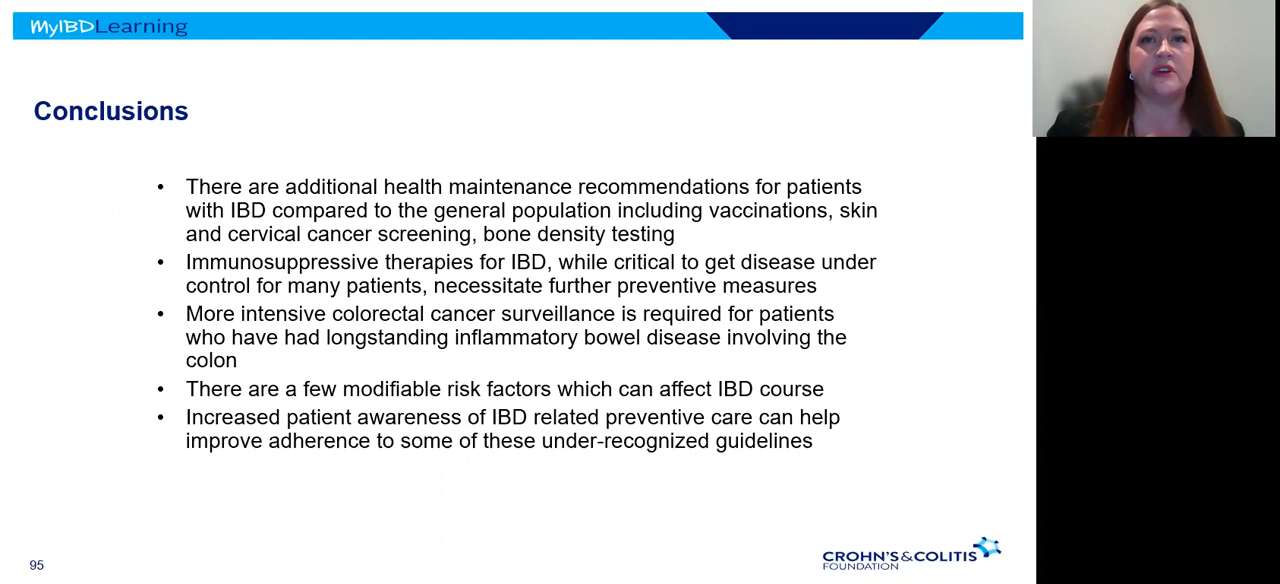 MyIBDLearning
Conclusions
• There are additional health maintenance recommendations for patients
with IBD compared to the general population including vaccinations, skin
and cervical cancer screening, bone density testing
• Immunosuppressive therapies for IBD, while critical to get disease under
control for many patients, necessitate further preventive measures
• More intensive colorectal cancer surveillance is required for patients
who have had longstanding inflammatory bowel disease involving the
colon
• There are a few modifiable risk factors which can affect IBD course
• Increased patient awareness of IBD related preventive care can help
improve adherence to some of these under-recognized guidelines
95
CROHN'S & COLITIS
FOUNDATION